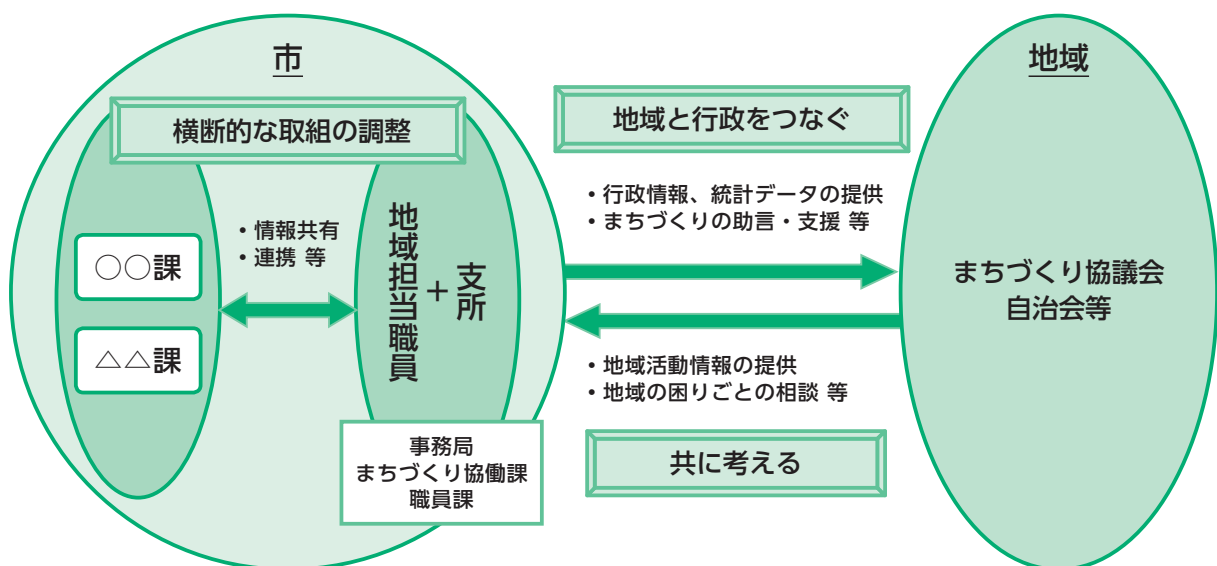 市
横断的な取組の調整
○○課
△△課
・情報共有
・連携 等
地域担当職員
＋
支所
事務局
まちづくり協働課
職員課
地域と行政をつなぐ
・行政情報、統計データの提供
・まちづくりの助言・支援 等
・地域活動情報の提供
・地域の困りごとの相談 等
共に考える
地域
まちづくり協議会
自治会等